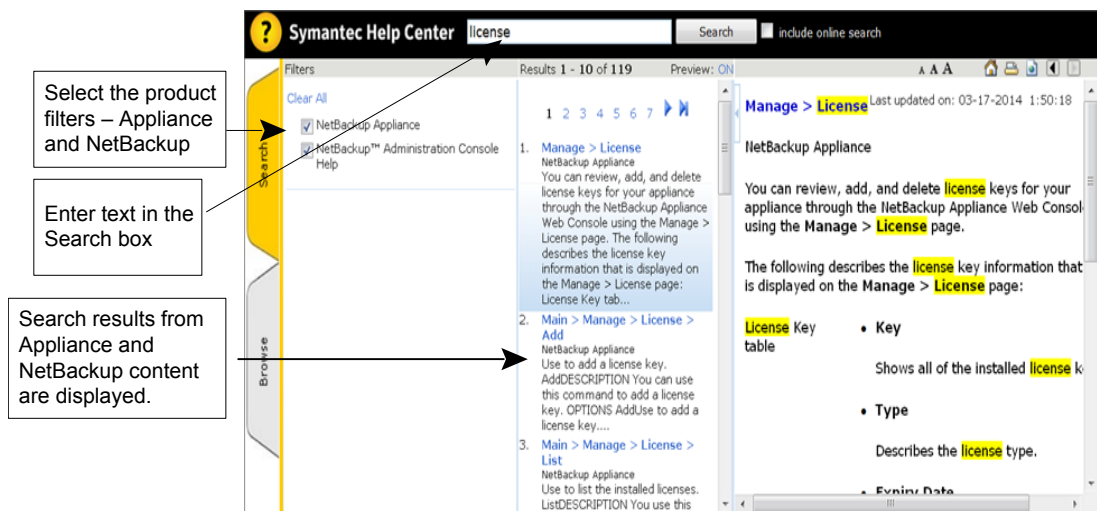 Select the product
filters – Appliance
and NetBackup
Enter text in the
Search box
Search results from
Appliance and
NetBackup content
are displayed.
?
Symantec Help Center
license
Search
include online search
Search
Browse
Filters
Clear All
NetBackup Appliance
NetBackup™ Administration Console
Help
Results 1 - 10 of 119
Preview: ON
1 2 3 4 5 6 7
1. Manage > License
NetBackup Appliance
You can review, add, and delete
license keys for your appliance
through the NetBackup Appliance
Web Console using the Manage >
License page. The following
describes the license key
information that is displayed on
the Manage > License page:
License Key tab...
2. Main > Manage > License >
Add
NetBackup Appliance
Use to add a license key.
AddDESCRIPTION You can use
this command to add a license
key. OPTIONS AddUse to add a
license key....
3. Main > Manage > License >
List
NetBackup Appliance
Use to list the installed licenses.
ListDESCRIPTION You use this
A A A
Manage > License
Last updated on: 03-17-2014 1:50:18
NetBackup Appliance
You can review, add, and delete license keys for your
appliance through the NetBackup Appliance Web Consol
using the Manage > License page.
The following describes the license key information that
is displayed on the Manage > License page:
License Key
table
• Key
Shows all of the installed license k
• Type
Describes the license type.
• Expiry Date